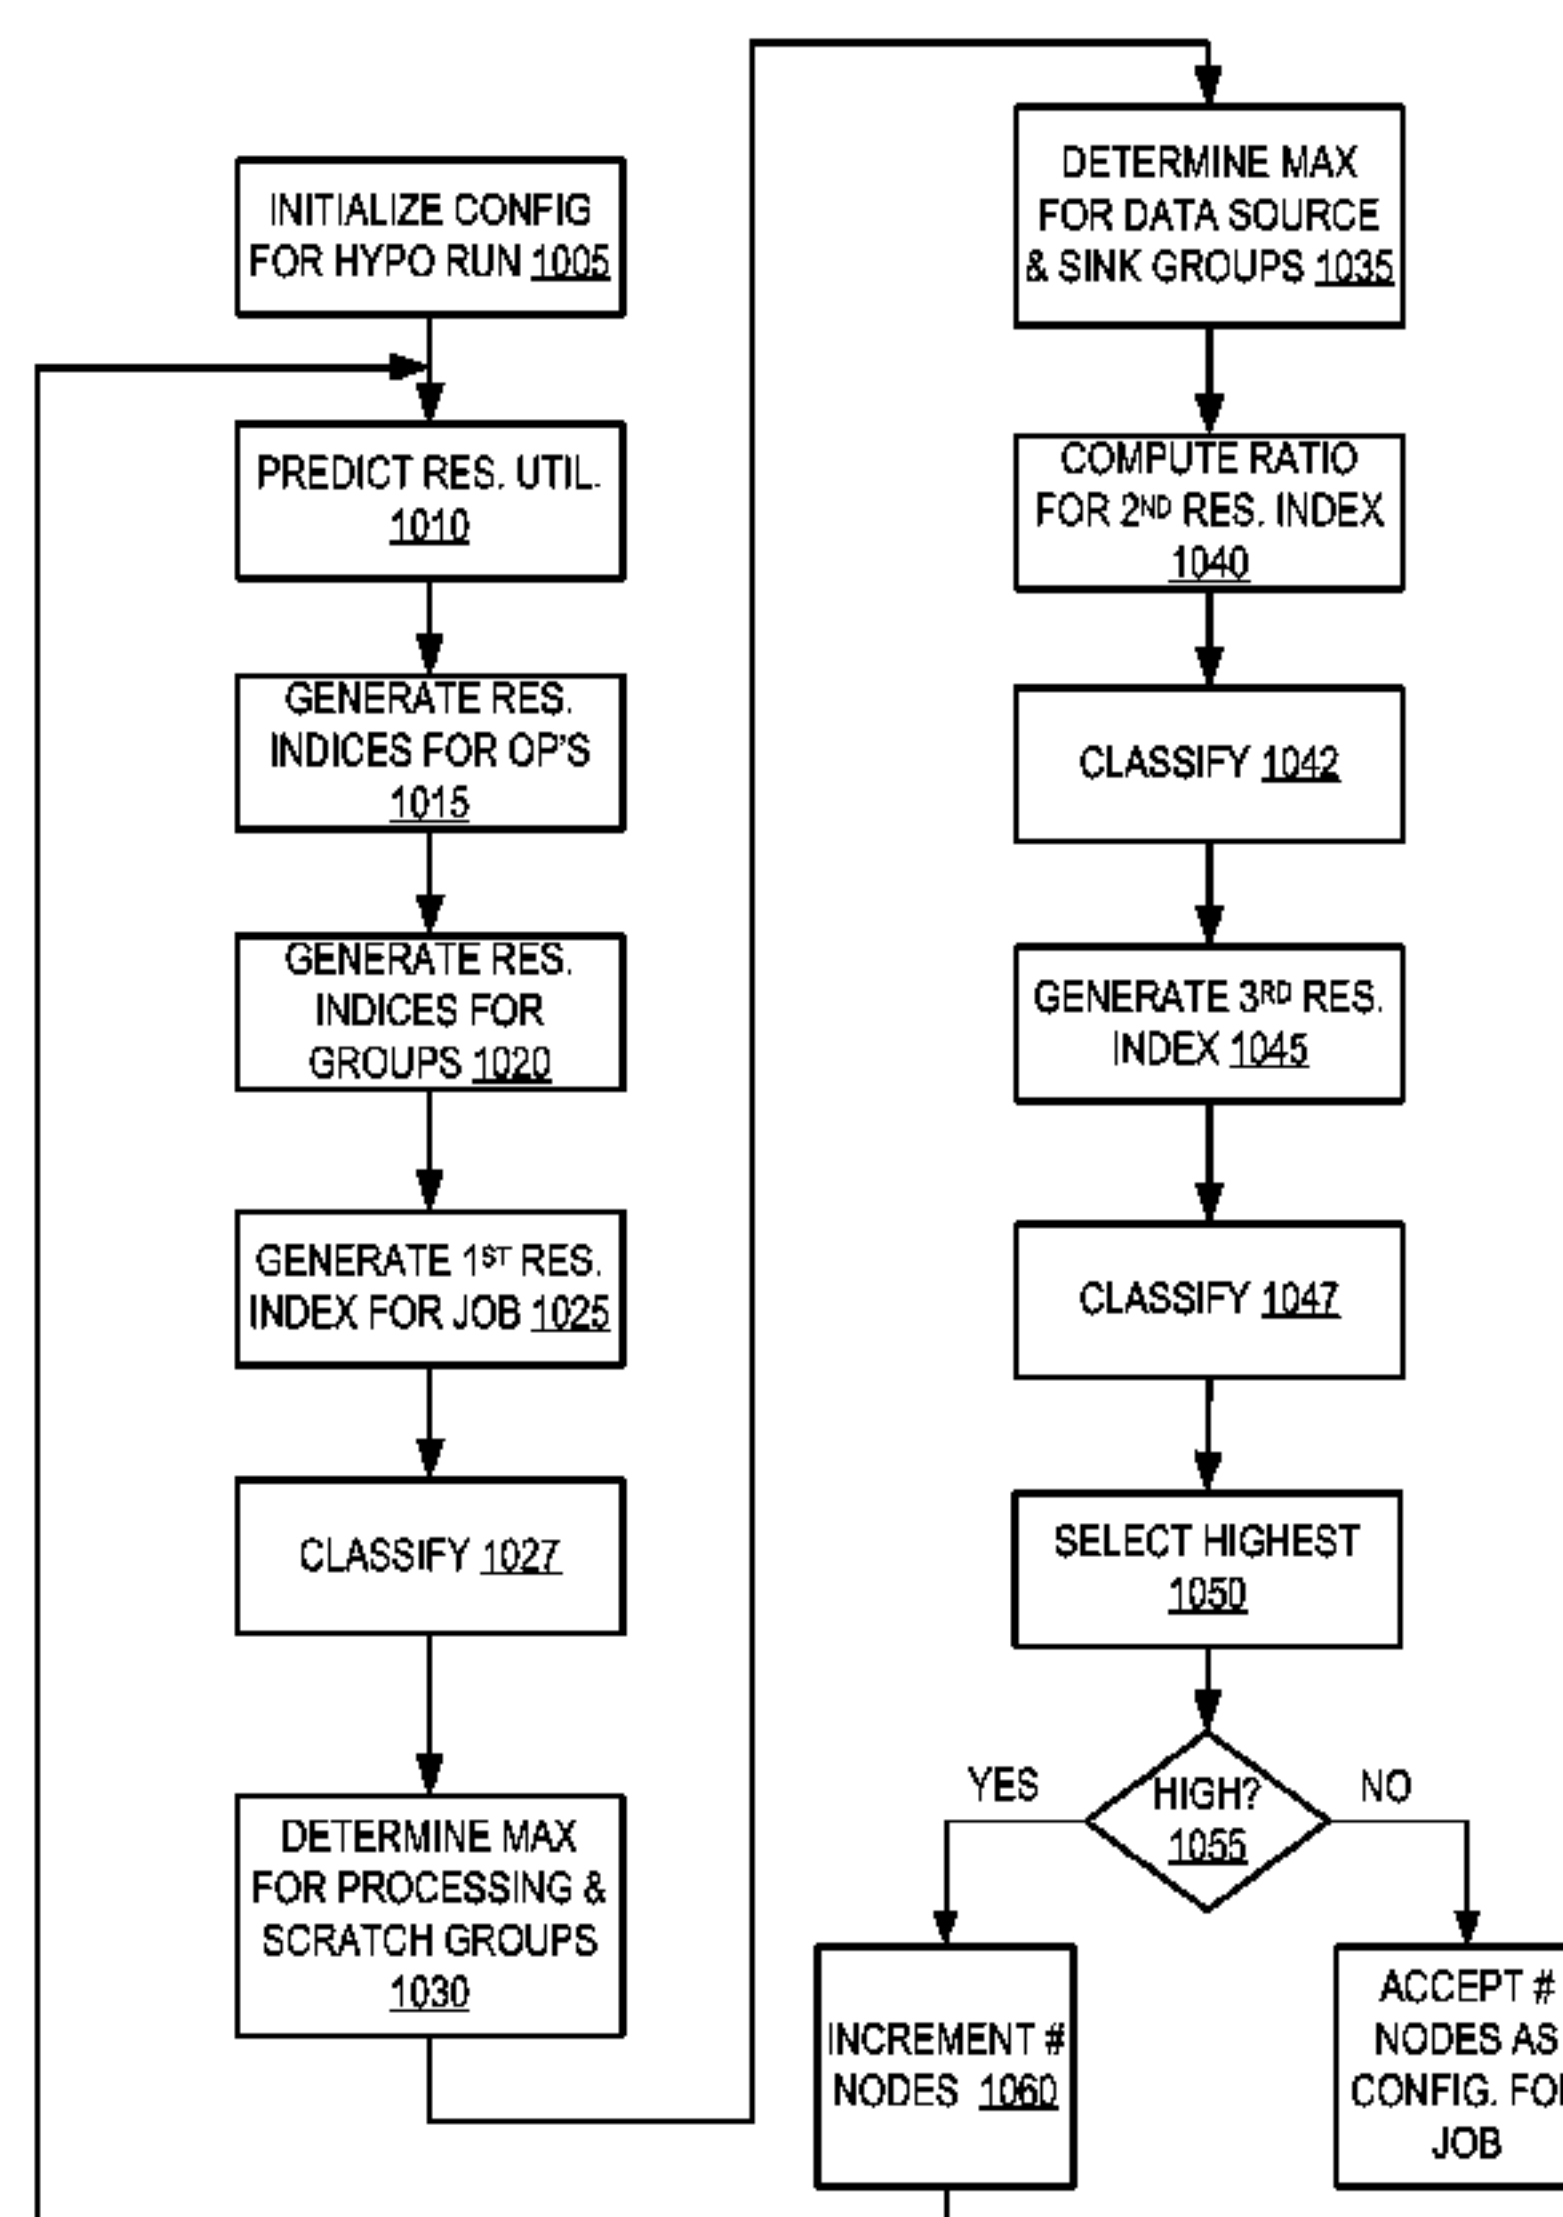 INITIALIZE CONFIG
FOR HYPO RUN 1005
PREDICT RES. UTIL.
1010
GENERATE RES.
INDICES FOR OP'S
1015
GENERATE RES.
INDICES FOR
GROUPS 1020
GENERATE 1ST RES.
INDEX FOR JOB 1025
CLASSIFY 1027
DETERMINE MAX
FOR PROCESSING &
SCRATCH GROUPS
1030
DETERMINE MAX
FOR DATA SOURCE
& SINK GROUPS 1035
COMPUTE RATIO
FOR 2ND RES. INDEX
1040
CLASSIFY 1042
GENERATE 3RD RES.
INDEX 1045
CLASSIFY 1047
SELECT HIGHEST
1050
HIGH?
1055
YES
NO
INCREMENT #
NODES 1060
ACCEPT #
NODES AS
CONFIG.
JOB